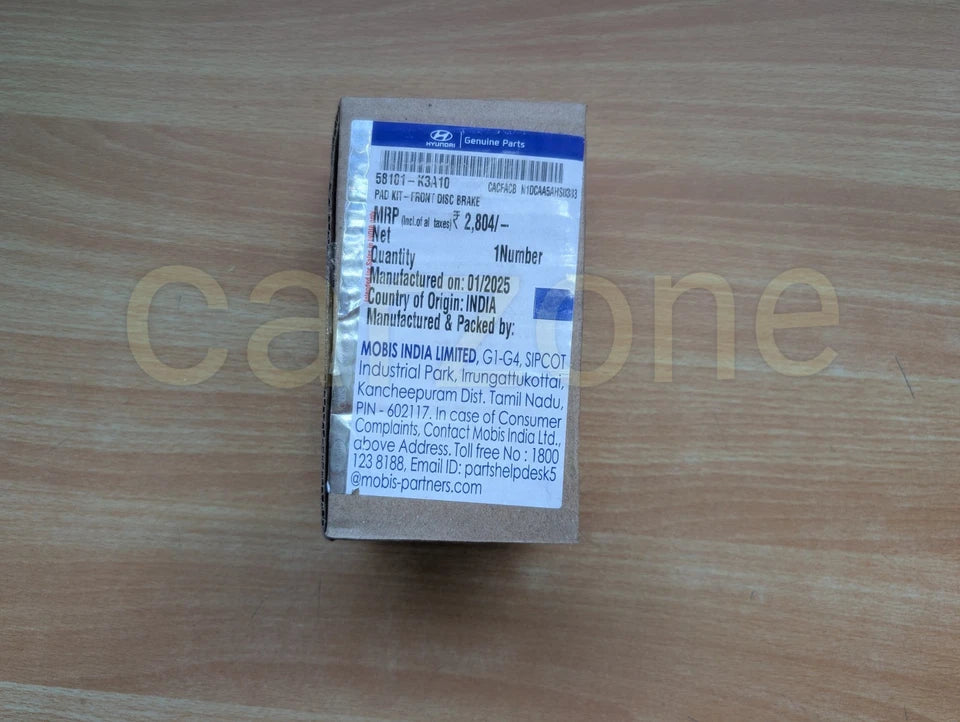 HYUNDAI | Genuine Parts
58101-K3A10
PAD KIT-FRONT DISC BRAKE
MRP (Incl.of al taxes) ₹ 2,804/-
Net
Quantity 1Number
Manufactured on: 01/2025
Country of Origin: INDIA
Manufactured & Packed by:
MOBIS INDIA LIMITED, G1-G4, SIPCOT
Industrial Park, Irrungattukottai,
Kancheepuram Dist. Tamil Nadu,
PIN - 602117. In case of Consumer
Complaints, Contact Mobis India Ltd.,
above Address. Toll free No : 1800
123 8188, Email ID: partshelpdesk5
@mobis-partners.com
carzone